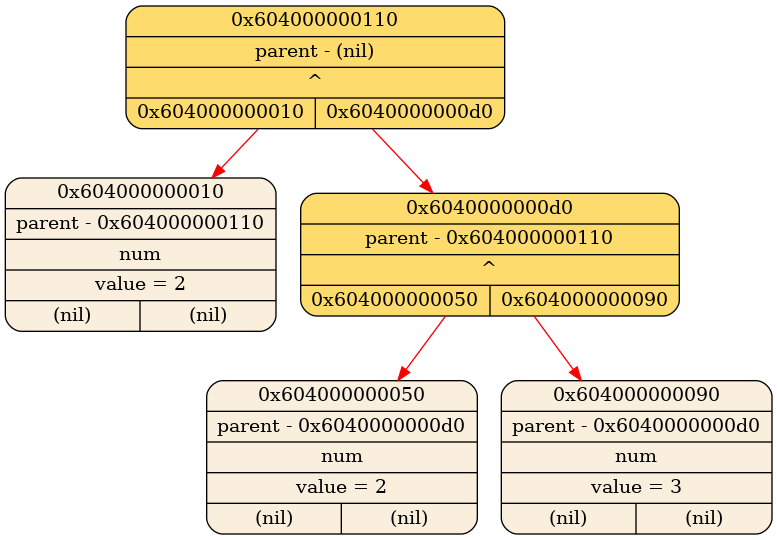 0x604000000110
parent - (nil)
^
0x604000000010 0x6040000000d0
0x604000000010
parent - 0x604000000110
num
value = 2
(nil) (nil)
0x6040000000d0
parent - 0x604000000110
^
0x604000000050 0x604000000090
0x604000000050
parent - 0x6040000000d0
num
value = 2
(nil) (nil)
0x604000000090
parent - 0x6040000000d0
num
value = 3
(nil) (nil)